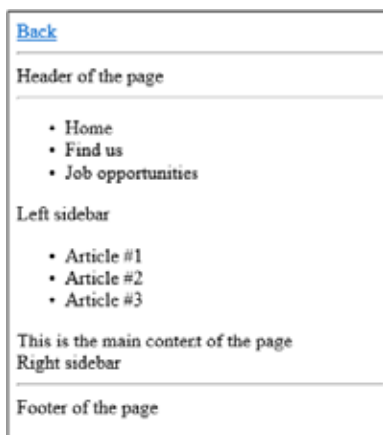 Back
Header of the page
• Home
• Find us
• Job opportunities
Left sidebar
• Article #1
• Article #2
• Article #3
This is the main content of the page
Right sidebar
Footer of the page